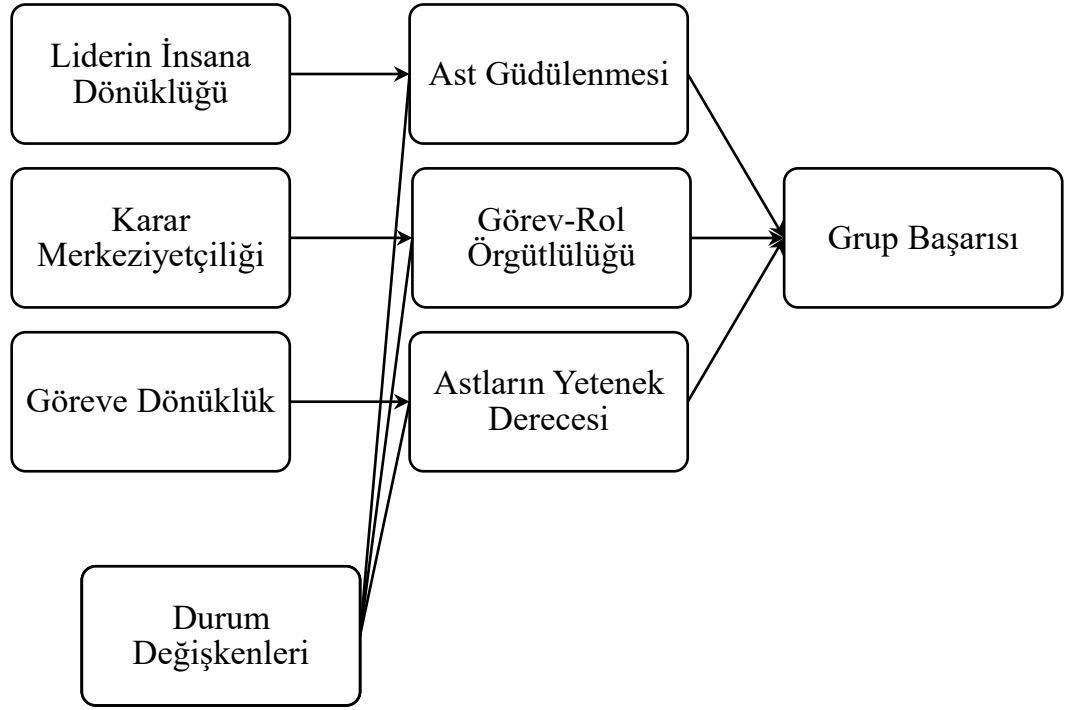 Liderin İnsana
Dönüklüğü
Ast Güdülenmesi
Karar
Merkeziyetçiliği
Görev-Rol
Örgütlülüğü
Grup Başarısı
Göreve Dönüklük
Astların Yetenek
Derecesi
Durum
Değişkenleri